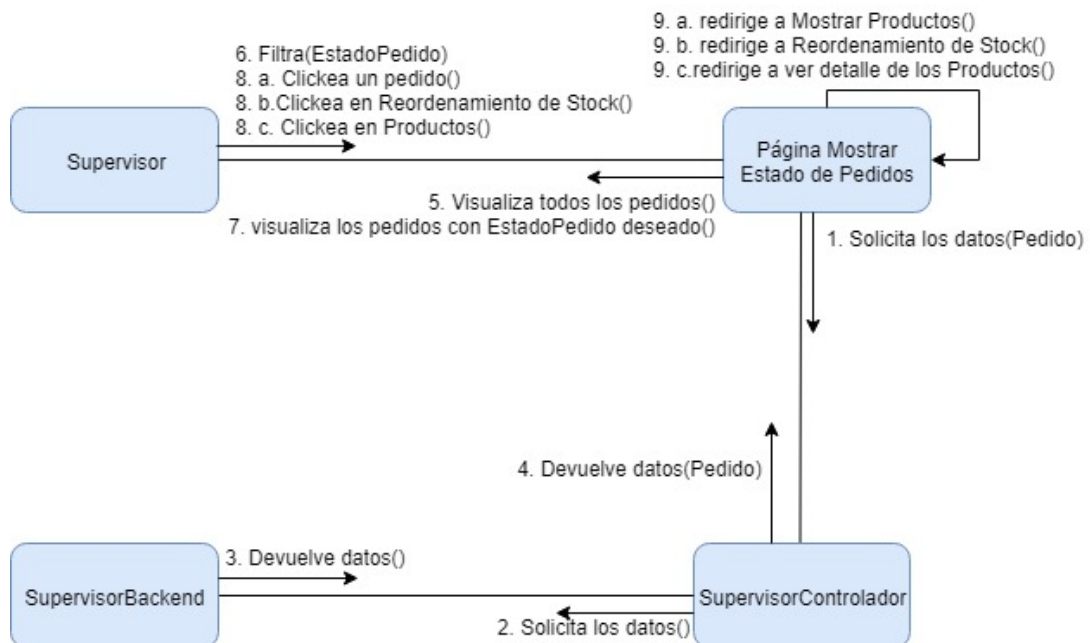 9. a. redirige a Mostrar Productos()
9. b. redirige a Reordenamiento de Stock()
9. c.redirige a ver detalle de los Productos()
6. Filtra(EstadoPedido)
8. a. Clickea un pedido()
8. b.Clickea en Reordenamiento de Stock()
8. c. Clickea en Productos()
Supervisor
Página Mostrar
Estado de Pedidos
5. Visualiza todos los pedidos()
7. visualiza los pedidos con EstadoPedido deseado()
1. Solicita los datos(Pedido)
4. Devuelve datos(Pedido)
3. Devuelve datos()
SupervisorBackend
SupervisorControlador
2. Solicita los datos()